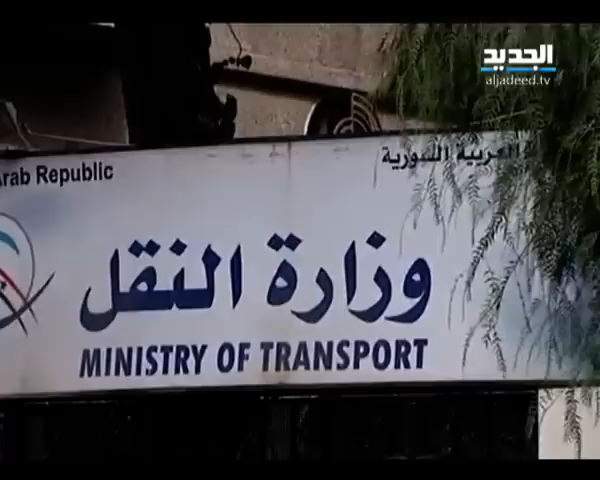 الجديد
aljadeed.tv
العربية السورية
Arab Republic
وزارة النقل
MINISTRY OF TRANSPORT